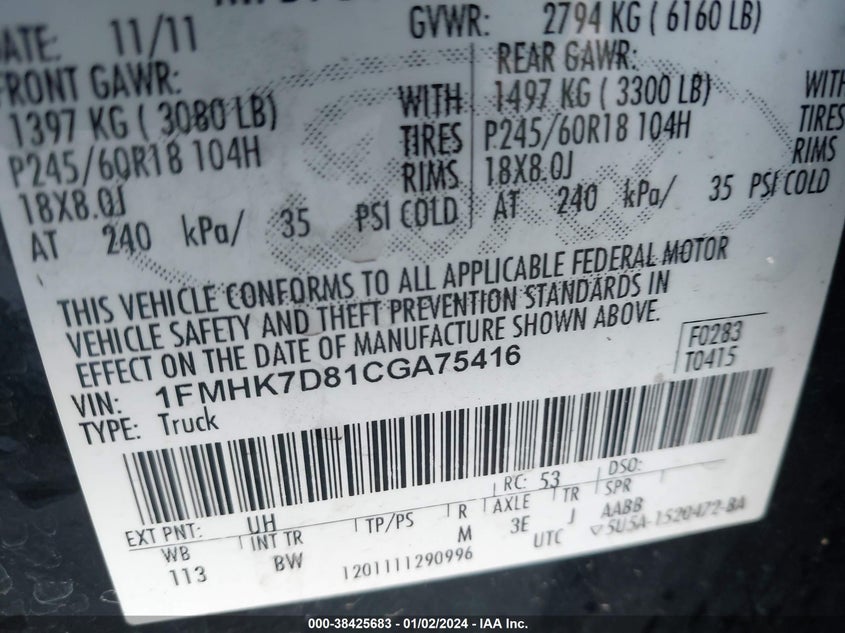 DATE: 11/11 GVWR: 2794 KG ( 6160 LB)
FRONT GAWR: REAR GAWR:
1397 KG ( 3080 LB) WITH 1497 KG ( 3300 LB) WITH
P245/60R18 104H TIRES P245/60R18 104H TIRES
18X8.0J RIMS 18X8.0J RIMS
AT 240 kPa/ 35 PSI COLD AT 240 kPa/ 35 PSI COLD
THIS VEHICLE CONFORMS TO ALL APPLICABLE FEDERAL MOTOR
VEHICLE SAFETY AND THEFT PREVENTION STANDARDS IN
EFFECT ON THE DATE OF MANUFACTURE SHOWN ABOVE.
F0283
T0415
VIN: 1FMHK7D81CGA75416
TYPE: Truck
EXT PNT: UH RC: 53 DSO:
WB INT TR TP/PS R AXLE TR SPR
113 BW M 3E J AABB
1201111290996 UTC 5U5A-1520472-BA
000-38425683 - 01/02/2024 - IAA Inc.